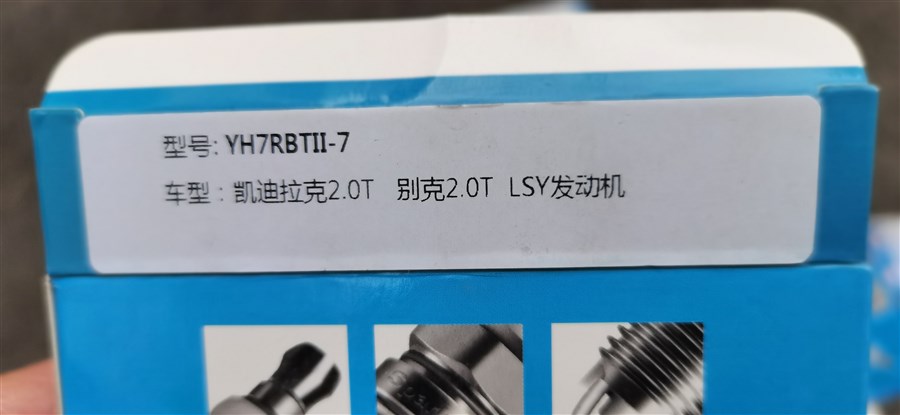 型号: YH7RBTII-7
车型：凯迪拉克2.0T 别克2.0T LSY发动机